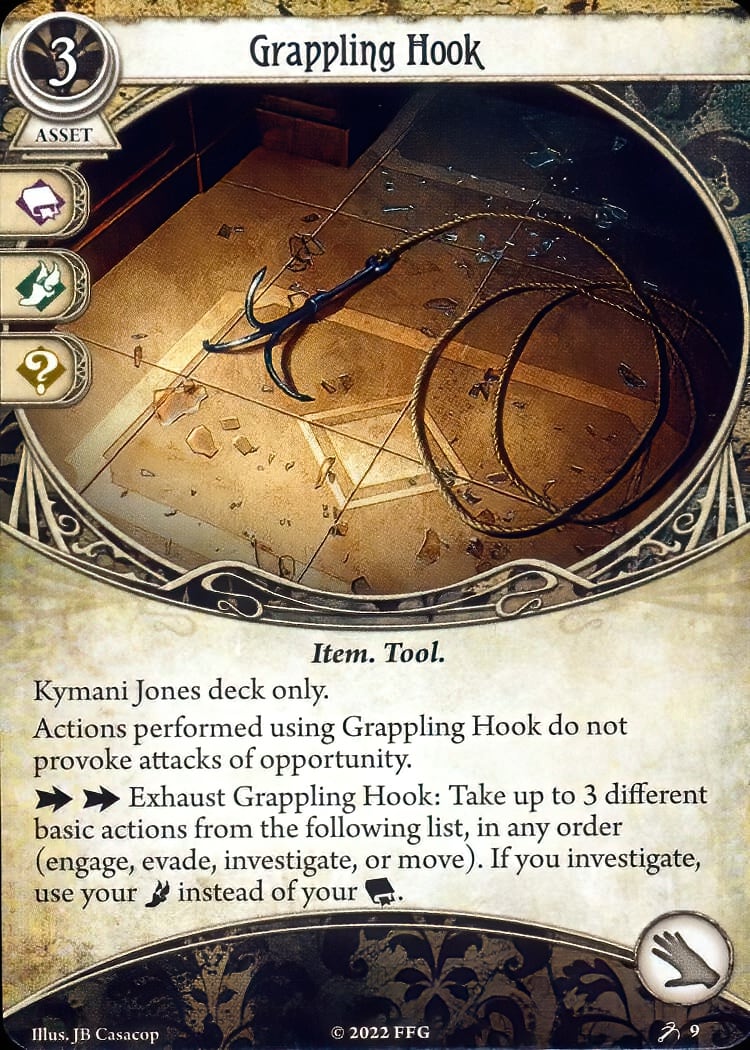 3
Grappling Hook
ASSET
?
Item. Tool.
Kymani Jones deck only.
Actions performed using Grappling Hook do not
provoke attacks of opportunity.
Exhaust Grappling Hook: Take up to 3 different
basic actions from the following list, in any order
(engage, evade, investigate, or move). If you investigate,
use your instead of your .
Illus. JB Casacop
© 2022 FFG
9